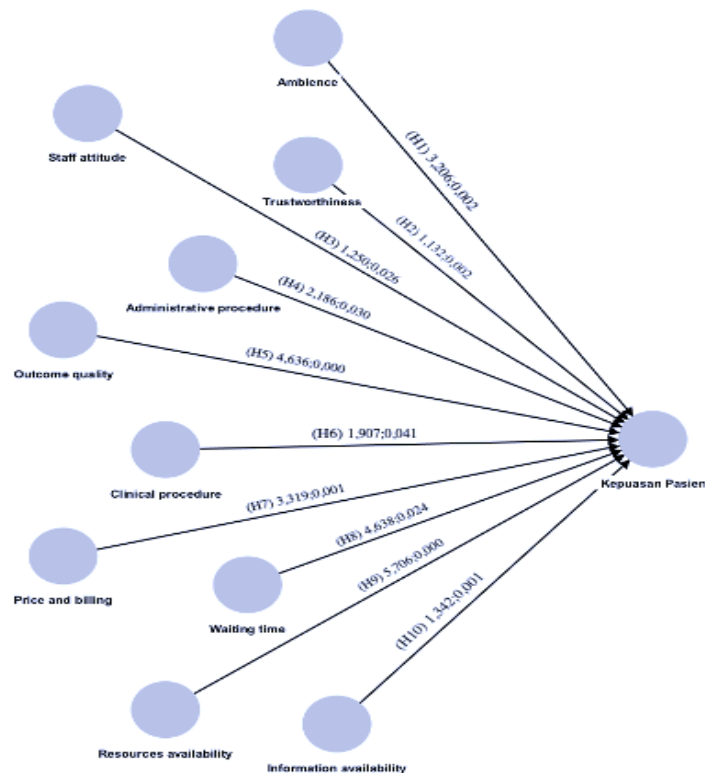 Ambience
(H1) 3,206;0,002
Staff attitude
Trustworthiness
(H2) 1,132;0,002
(H3) 1,250;0,026
Administrative procedure
(H4) 2,186;0,030
Outcome quality
(H5) 4,636;0,000
(H6) 1,907;0,041
Clinical procedure
Kepuasan Pasien
(H7) 3,319;0,001
Price and billing
(H8) 4,638;0,024
Waiting time
(H9) 5,706;0,000
(H10) 1,342;0,001
Resources availability
Information availability